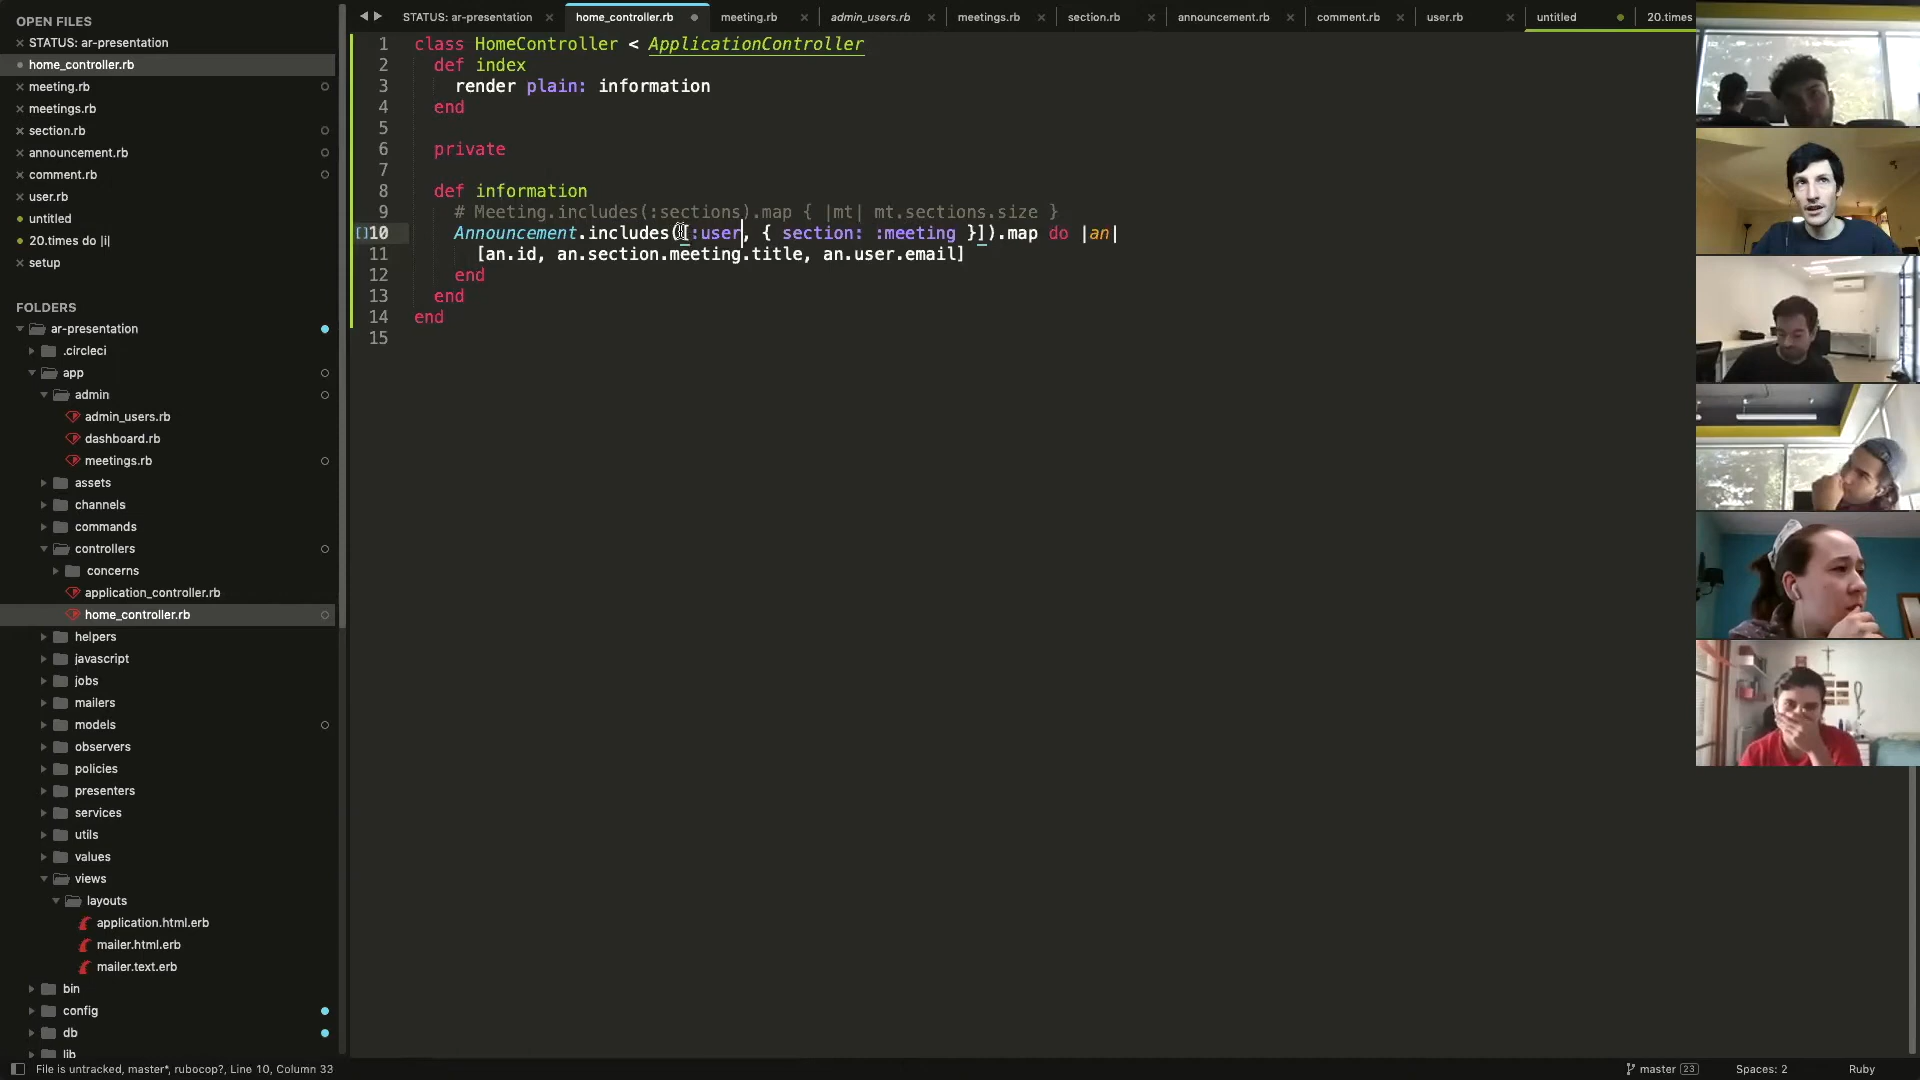 OPEN FILES
STATUS: ar-presentation
home_controller.rb
meeting.rb
meetings.rb
section.rb
announcement.rb
comment.rb
user.rb
untitled
20.times do |i|
setup
FOLDERS
ar-presentation
.circleci
app
admin
admin_users.rb
dashboard.rb
meetings.rb
assets
channels
commands
controllers
concerns
application_controller.rb
home_controller.rb
helpers
javascript
jobs
mailers
models
observers
policies
presenters
services
utils
values
views
layouts
application.html.erb
mailer.html.erb
mailer.text.erb
bin
config
db
lib
STATUS: ar-presentation home_controller.rb meeting.rb admin_users.rb meetings.rb section.rb announcement.rb comment.rb user.rb untitled 20.times
1 class HomeController < ApplicationController
2 def index
3 render plain: information
4 end
5
6 private
7
8 def information
9 # Meeting.includes(:sections).map { |mt| mt.sections.size }
10 Announcement.includes([:user, { section: :meeting }]).map do |an|
11 [an.id, an.section.meeting.title, an.user.email]
12 end
13 end
14 end
15
File is untracked, master*, rubocop?, Line 10, Column 33
master 23
Spaces: 2
Ruby